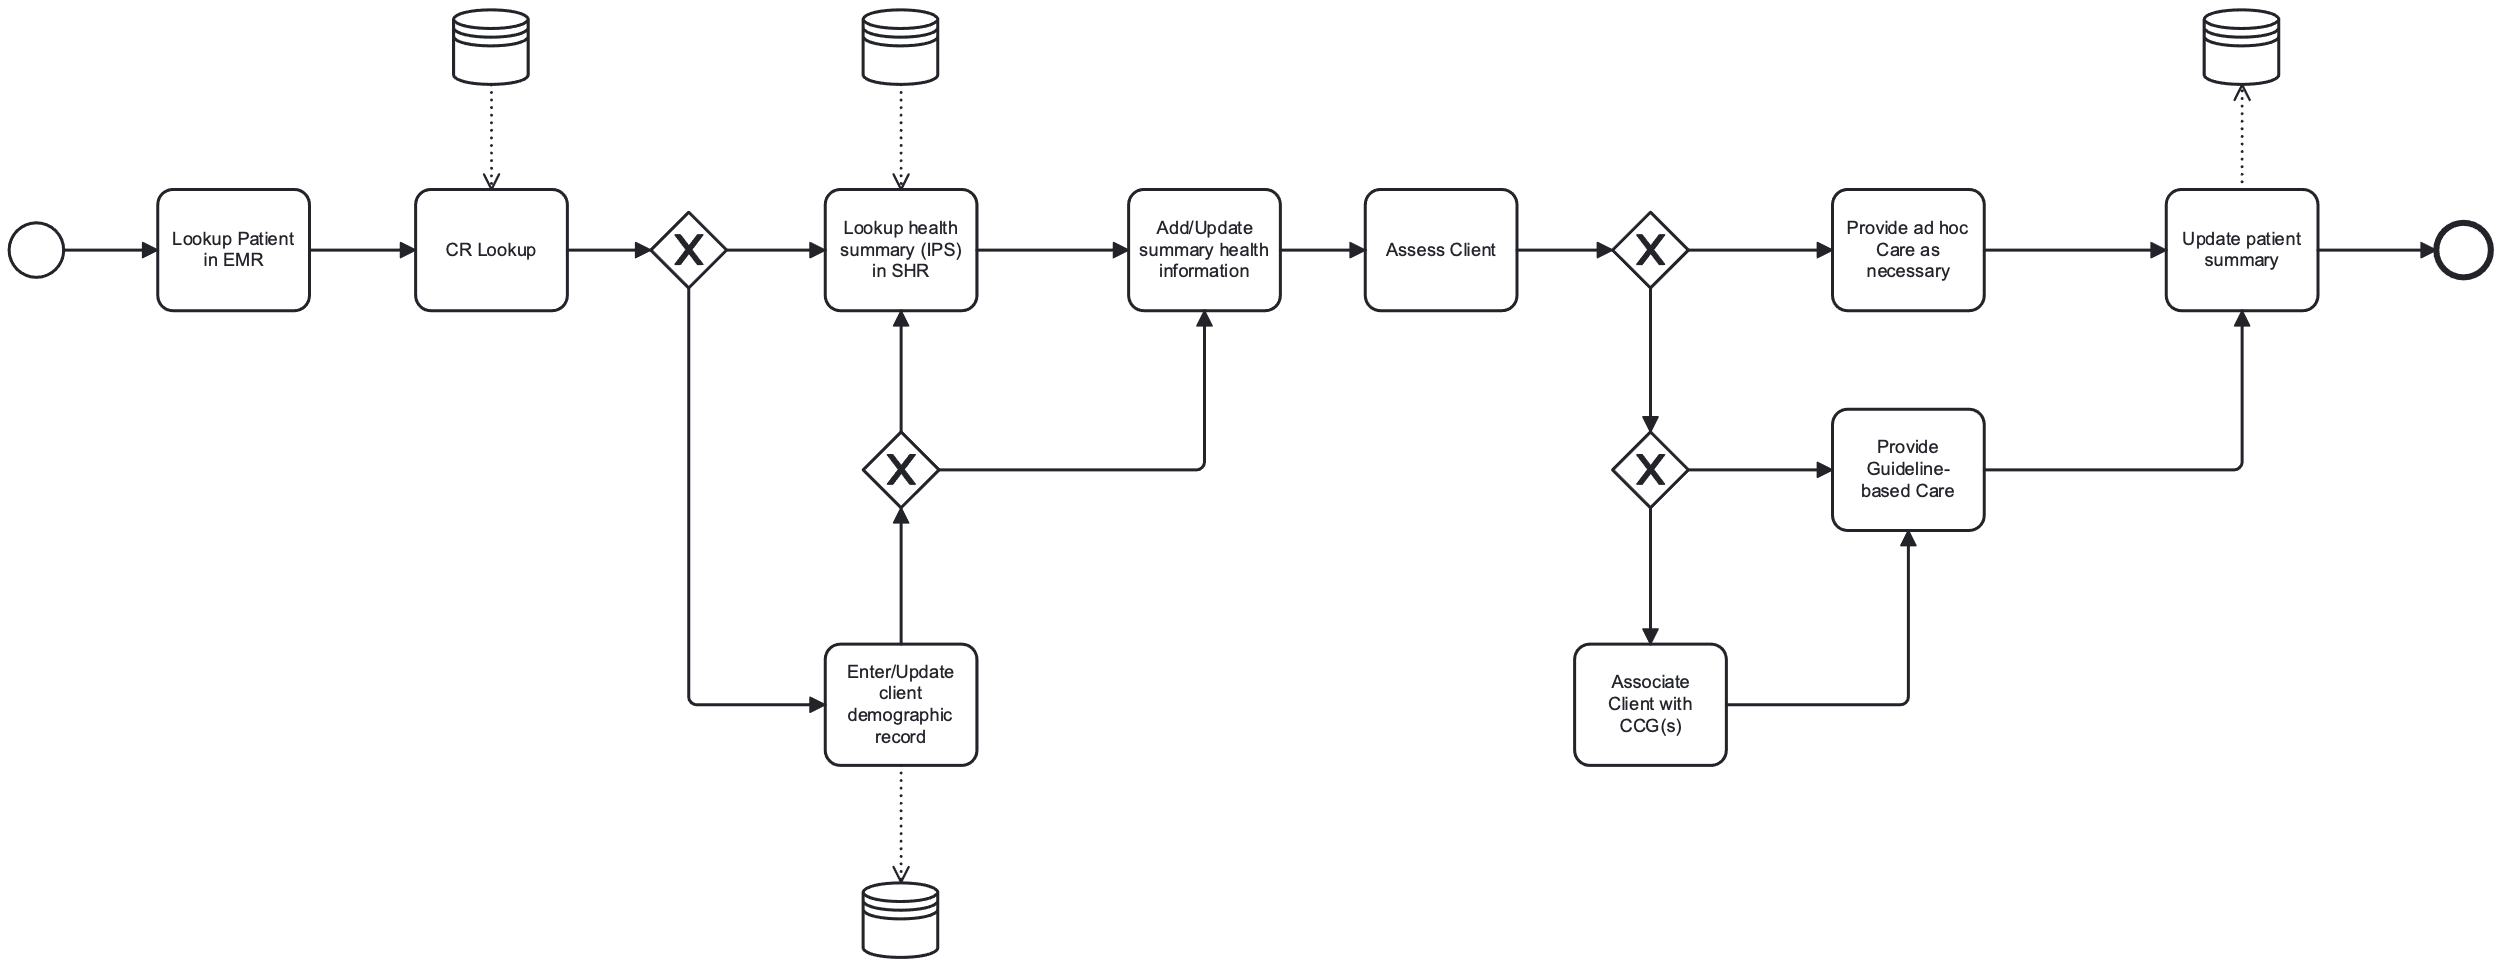 Lookup Patient
in EMR
CR Lookup
X
Lookup health
summary (IPS)
in SHR
Add/Update
summary health
information
Assess Client
X
Provide ad hoc
Care as
necessary
Update patient
summary
X
X
Provide
Guideline-
based Care
Enter/Update
client
demographic
record
Associate
Client with
CCG(s)